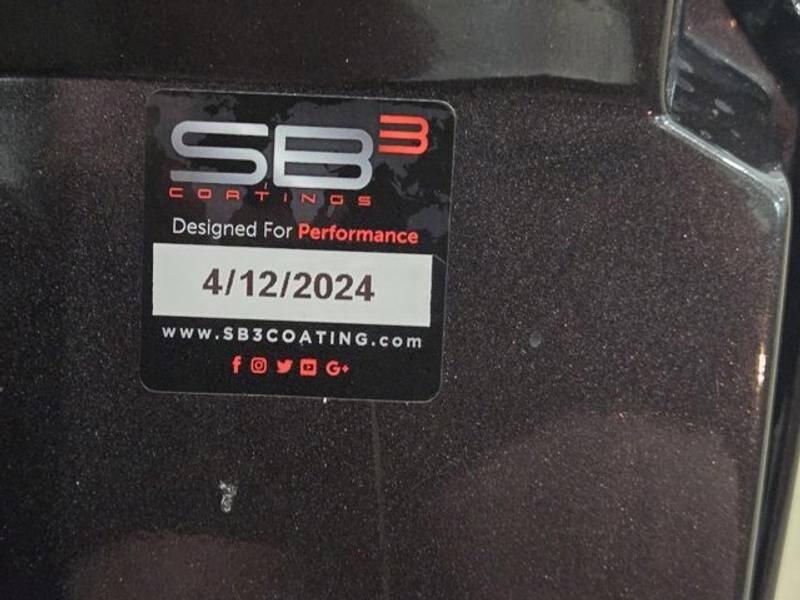 SB3
COATINGS
Designed For Performance
4/12/2024
www.SB3COATING.com
f G+